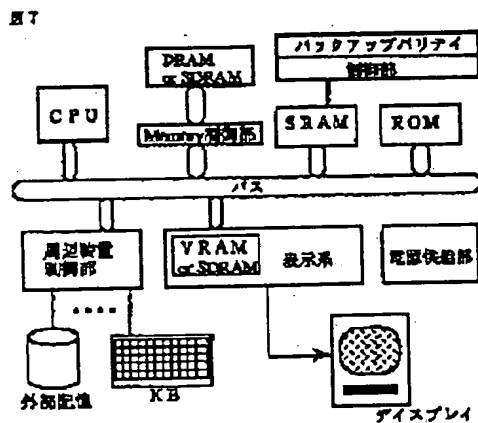 図7
バックアップバリティ
制御部
DRAM
or SDRAM
CPU
Memory制御部
SRAM
ROM
バス
周辺装置
制御部
VRAM
or SDRAM
表示系
電源供給部
外部記憶
KB
ディスプレイ